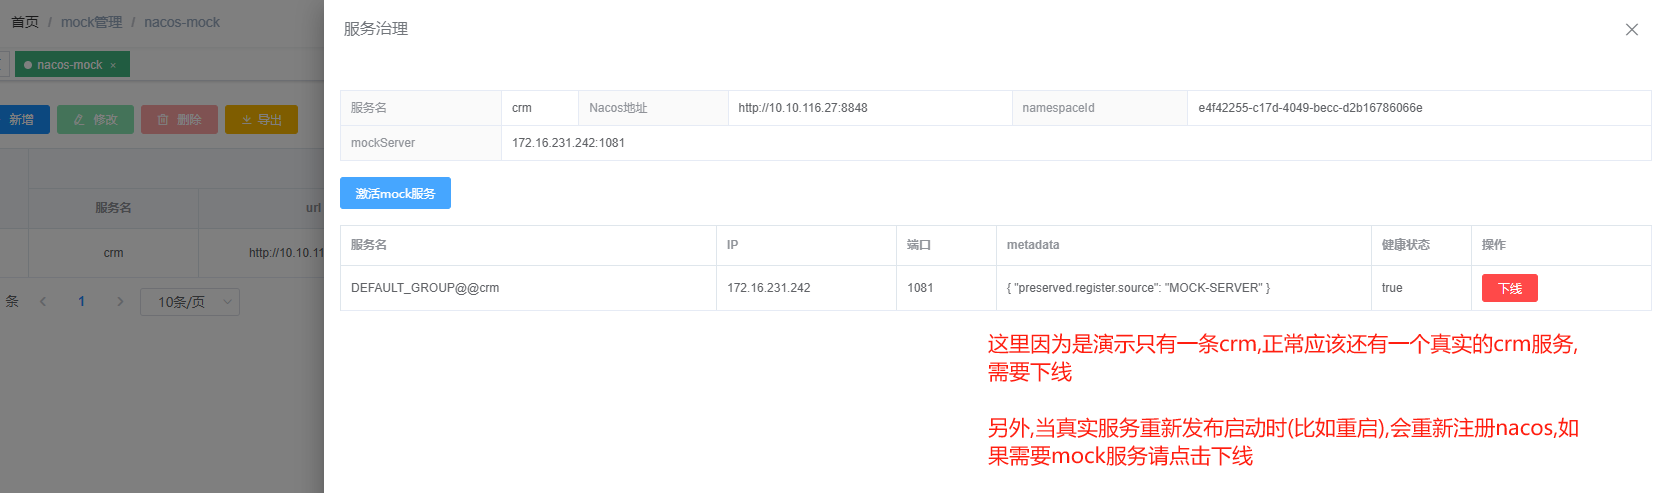 首页 / mock管理 / nacos-mock
服务治理
nacos-mock ×
新增 修改 删除 导出
服务名 crm Nacos地址 http://10.10.116.27:8848 namespaceId e4f42255-c17d-4049-becc-d2b16786066e
mockServer 172.16.231.242:1081
激活mock服务
服务名 url
crm http://10.10.11
条 1 10条/页
服务名 IP 端口 metadata 健康状态 操作
DEFAULT_GROUP@@crm 172.16.231.242 1081 { "preserved.register.source": "MOCK-SERVER" } true 下线
这里因为是演示只有一条crm,正常应该还有一个真实的crm服务,
需要下线
另外,当真实服务重新发布启动时(比如重启),会重新注册nacos,如
果需要mock服务请点击下线